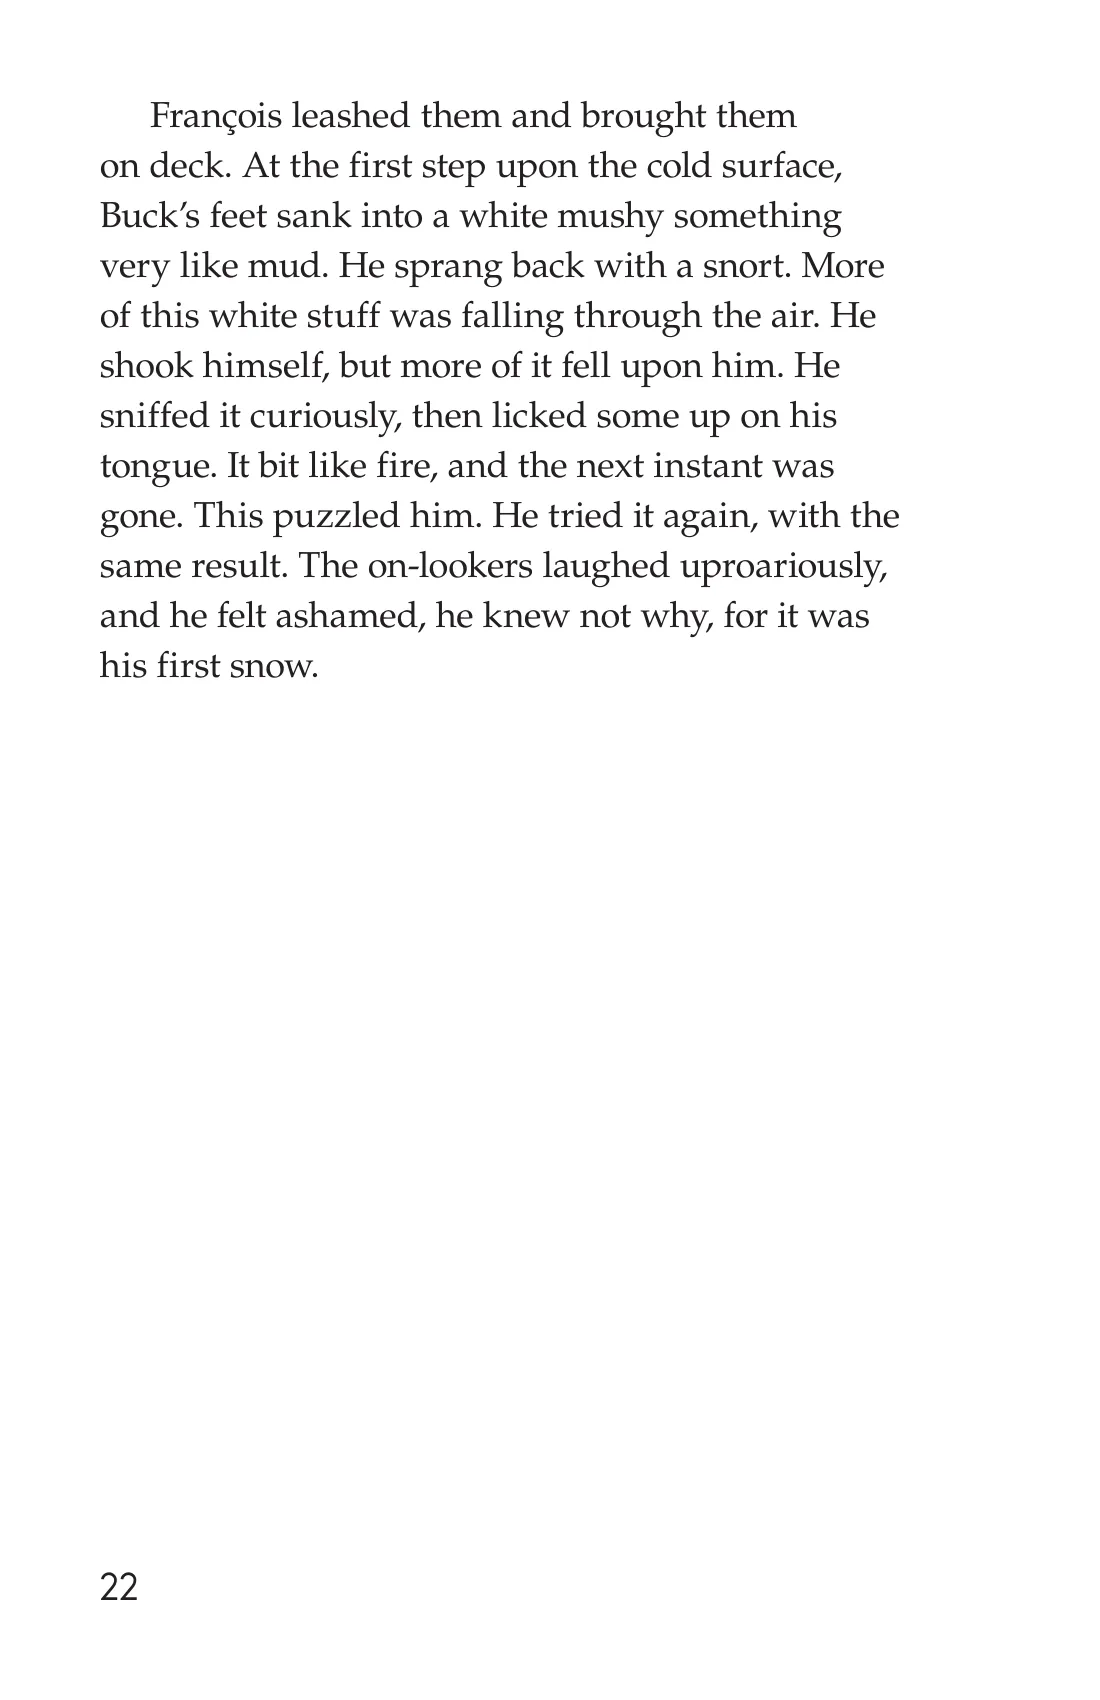 François leashed them and brought them
on deck. At the first step upon the cold surface,
Buck’s feet sank into a white mushy something
very like mud. He sprang back with a snort. More
of this white stuff was falling through the air. He
shook himself, but more of it fell upon him. He
sniffed it curiously, then licked some up on his
tongue. It bit like fire, and the next instant was
gone. This puzzled him. He tried it again, with the
same result. The on-lookers laughed uproariously,
and he felt ashamed, he knew not why, for it was
his first snow.
22